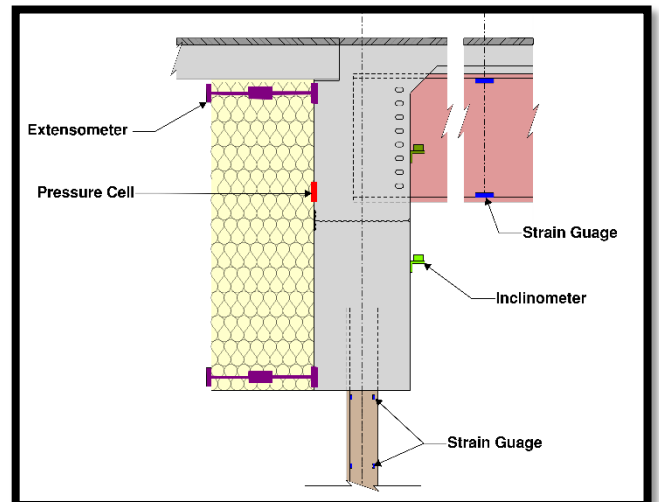 Extensometer
Pressure Cell
Strain Guage
Inclinometer
Strain Guage